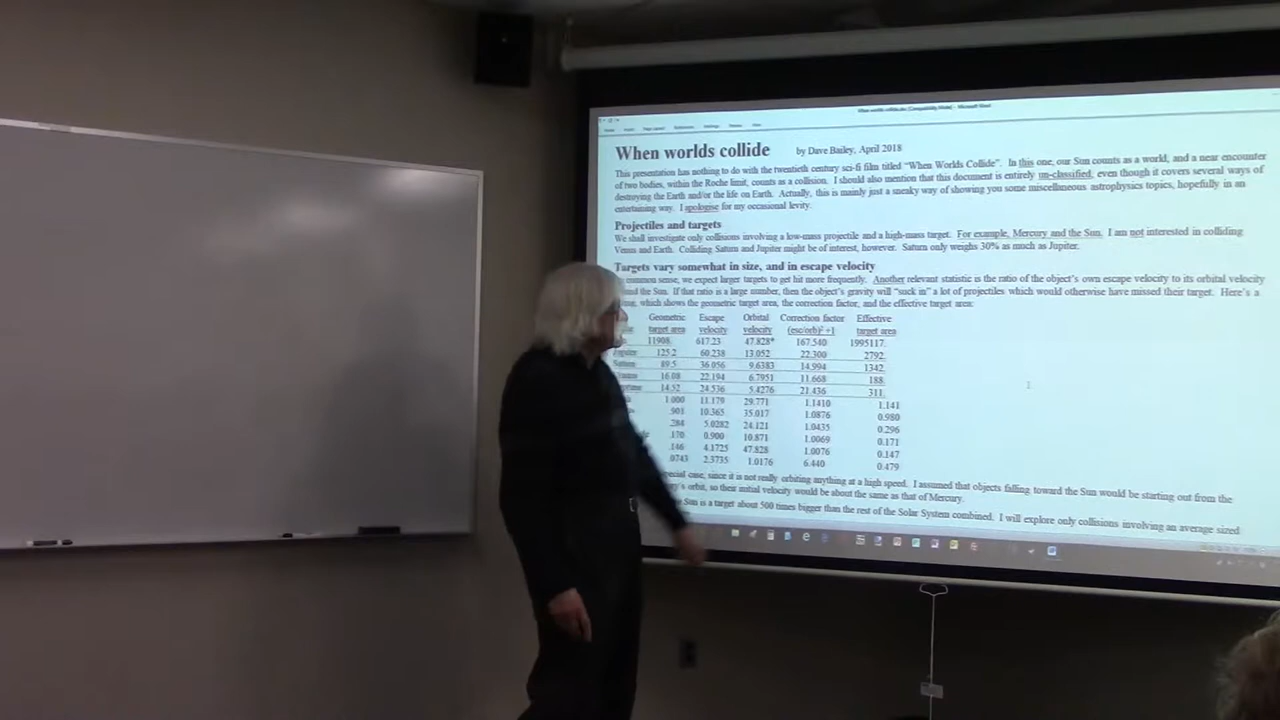 When worlds collide by Dave Bailey, April 2018
This presentation has nothing to do with the twentieth century sci-fi film titled "When Worlds Collide". In this one, our Sun counts as a world, and a near encounter
of two bodies, within the Roche limit, counts as a collision. I should also mention that this document is entirely un-classified, even though it covers several ways of
destroying the Earth and/or the life on Earth. Actually, this is mainly just a sneaky way of showing you some miscellaneous astrophysics topics, hopefully in an
entertaining way. I apologise for my occasional levity.
Projectiles and targets
We shall investigate only collisions involving a low-mass projectile and a high-mass target. For example, Mercury and the Sun. I am not interested in colliding
Venus and Earth. Colliding Saturn and Jupiter might be of interest, however. Saturn only weighs 30% as much as Jupiter.
Targets vary somewhat in size, and in escape velocity
common sense, we expect larger targets to get hit more frequently. Another relevant statistic is the ratio of the object's own escape velocity to its orbital velocity
the Sun. If that ratio is a large number, then the object's gravity will "suck in" a lot of projectiles which would otherwise have missed their target. Here's a
which shows the geometric target area, the correction factor, and the effective target area:
Geometric Escape Orbital Correction factor Effective
target area velocity velocity (esc/orb)² +1 target area
11908. 617.23 47.828* 167.540 1995117.
Jupiter 125.2 60.238 13.052 22.300 2792.
Saturn 89.5 36.056 9.6383 14.994 1342.
16.08 22.194 6.7951 11.668 188.
14.52 24.536 5.4276 21.436 311.
1.000 11.179 29.771 1.1410 1.141
.901 10.365 35.017 1.0876 0.980
.284 5.0282 24.121 1.0435 0.296
.170 0.900 10.871 1.0069 0.171
.146 4.1725 47.828 1.0076 0.147
.0743 2.3735 1.0176 6.440 0.479
special case, since it is not really orbiting anything at a high speed. I assumed that objects falling toward the Sun would be starting out from the
orbit, so their initial velocity would be about the same as that of Mercury.
the Sun is a target about 500 times bigger than the rest of the Solar System combined. I will explore only collisions involving an average sized